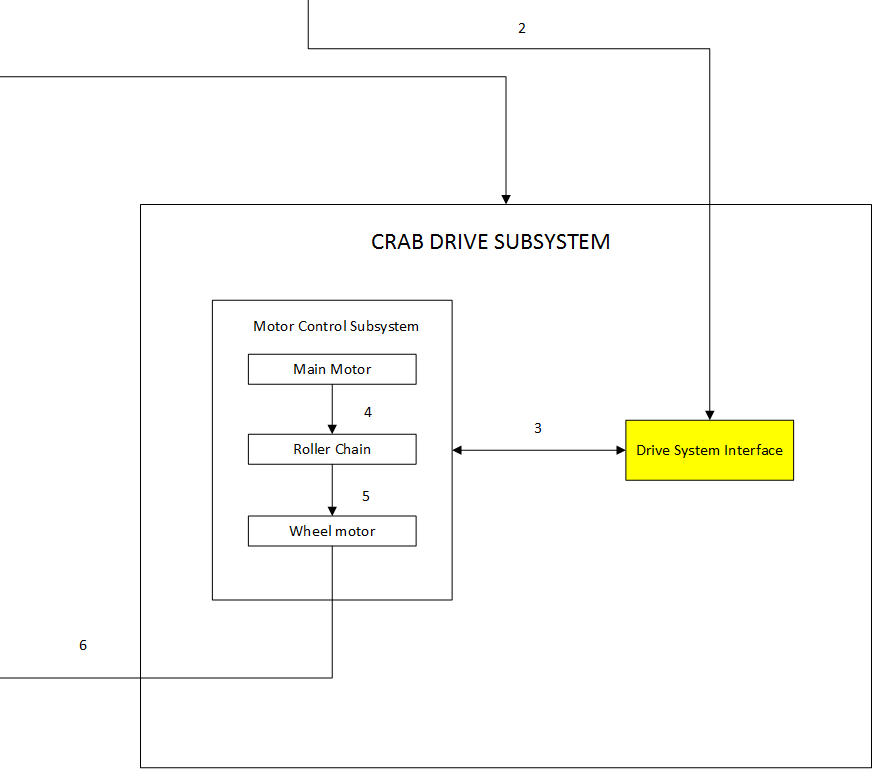 2
CRAB DRIVE SUBSYSTEM
Motor Control Subsystem
Main Motor
4
Roller Chain
3
Drive System Interface
5
Wheel motor
6